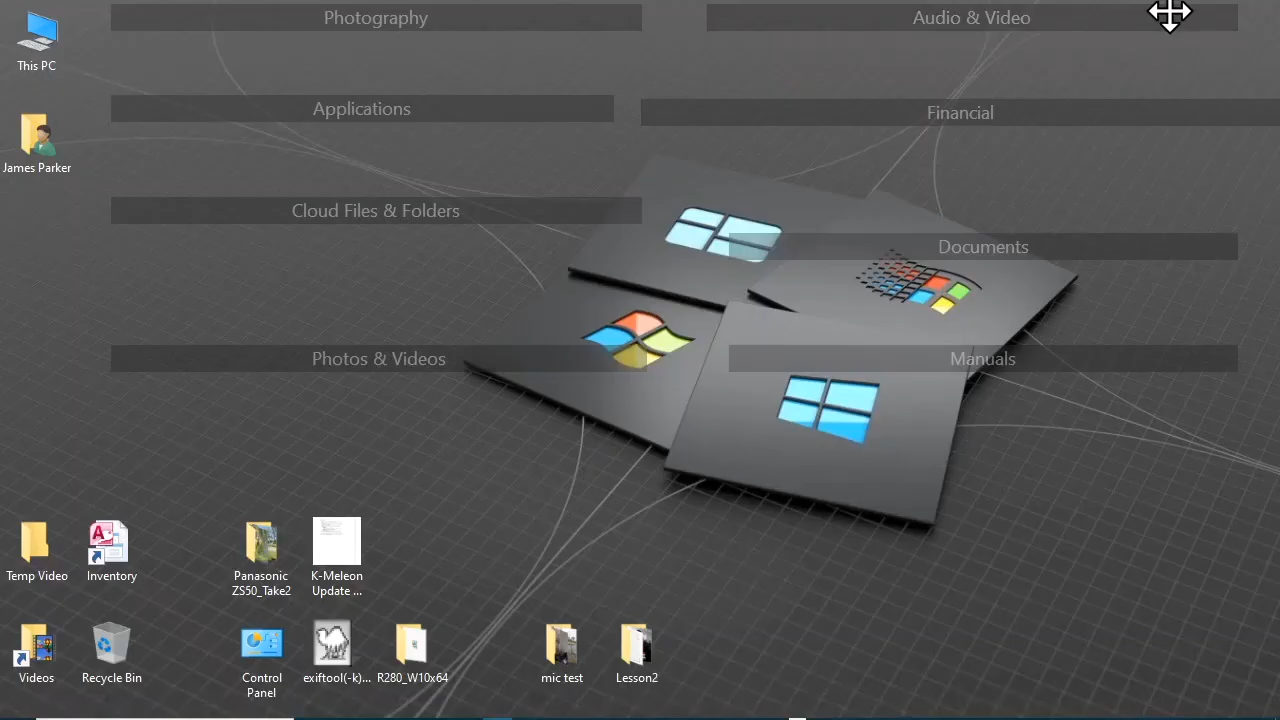 Photography
Audio & Video
This PC
Applications
Financial
James Parker
Cloud Files & Folders
Documents
Photos & Videos
Manuals
Temp Video
Inventory
Panasonic
ZS50_Take2
K-Meleon
Update ...
Videos
Recycle Bin
Control
Panel
exiftool(-k)...
R280_W10x64
mic test
Lesson2